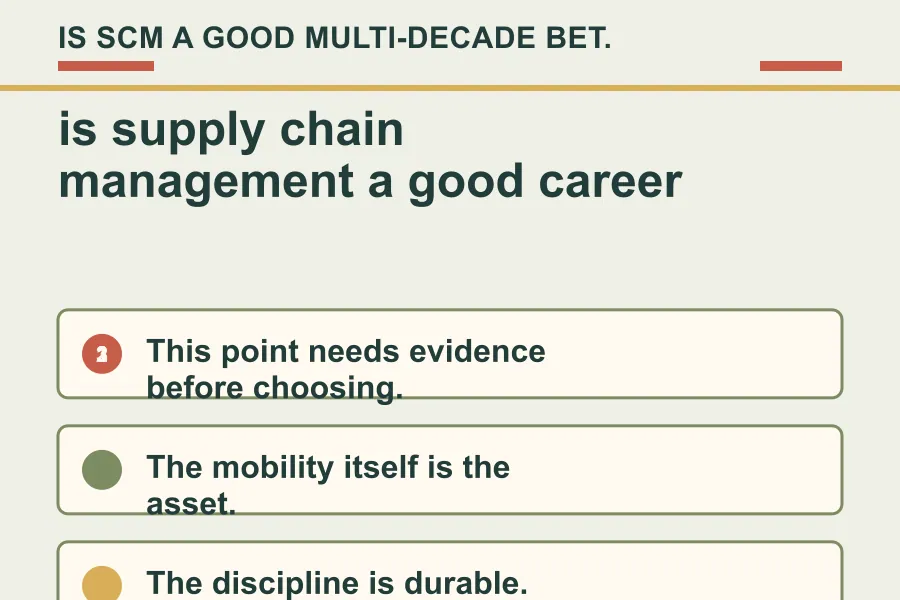 IS SCM A GOOD MULTI-DECADE BET.
is supply chain
management a good career
This point needs evidence
before choosing.
The mobility itself is the
asset.
The discipline is durable.